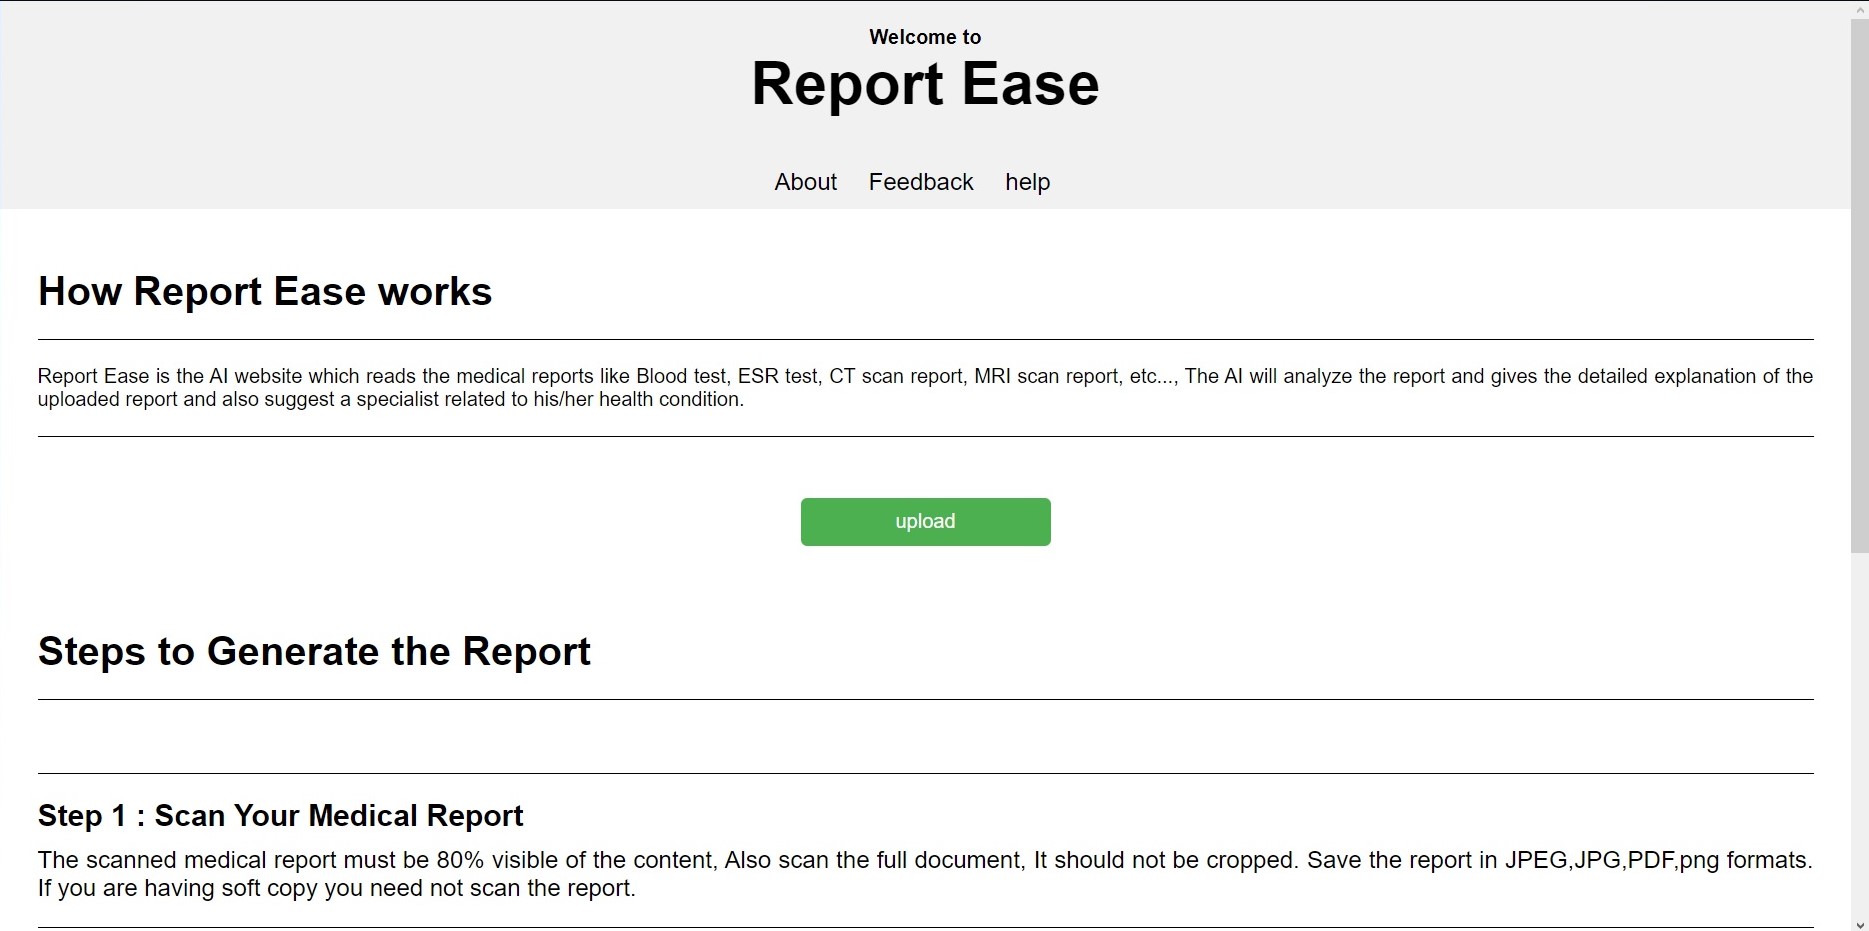 Welcome to
Report Ease
About Feedback help
How Report Ease works
Report Ease is the AI website which reads the medical reports like Blood test, ESR test, CT scan report, MRI scan report, etc..., The AI will analyze the report and gives the detailed explanation of the
uploaded report and also suggest a specialist related to his/her health condition.
upload
Steps to Generate the Report
Step 1 : Scan Your Medical Report
The scanned medical report must be 80% visible of the content, Also scan the full document, It should not be cropped. Save the report in JPEG,JPG,PDF,png formats.
If you are having soft copy you need not scan the report.